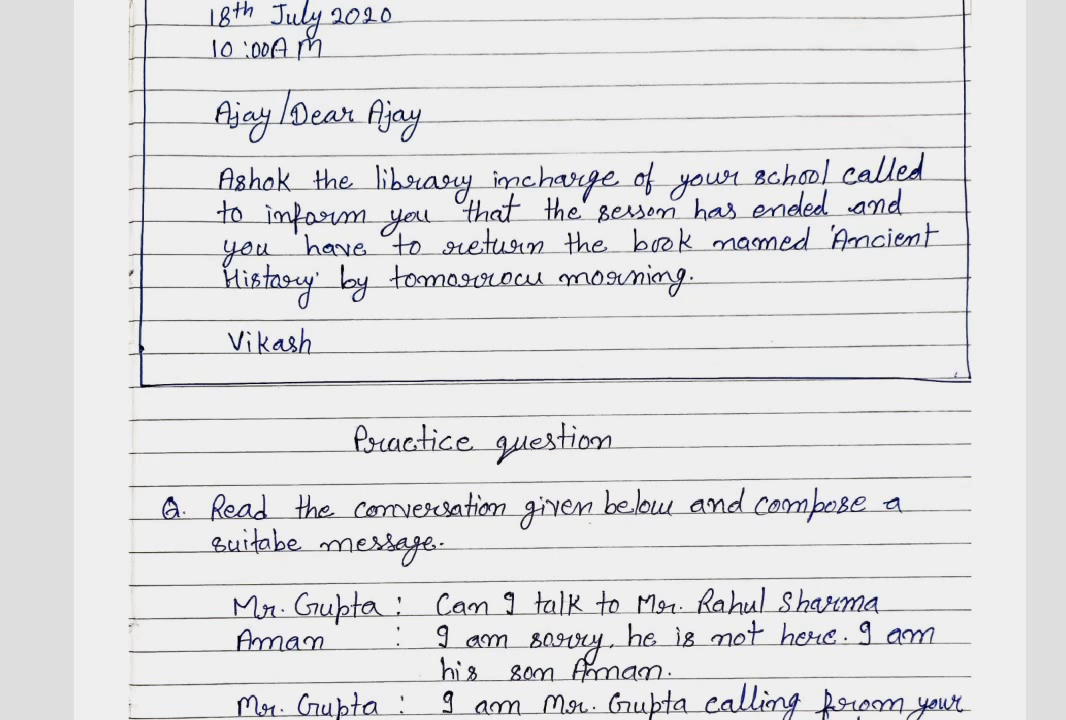 18th July 2020
10:00AM
Ajay/Dear Ajay
Ashok the library incharge of your school called
to inform you that the sesson has ended and
you have to return the book named 'Ancient
History' by tomorrow morning.
Vikash
Practice question
Q. Read the conversation given below and compose a
suitabe message.
Mr. Gupta : Can I talk to Mr. Rahul Sharma
Aman : I am sorry, he is not here. I am
his son Aman.
Mr. Gupta : I am Mr. Gupta calling from your